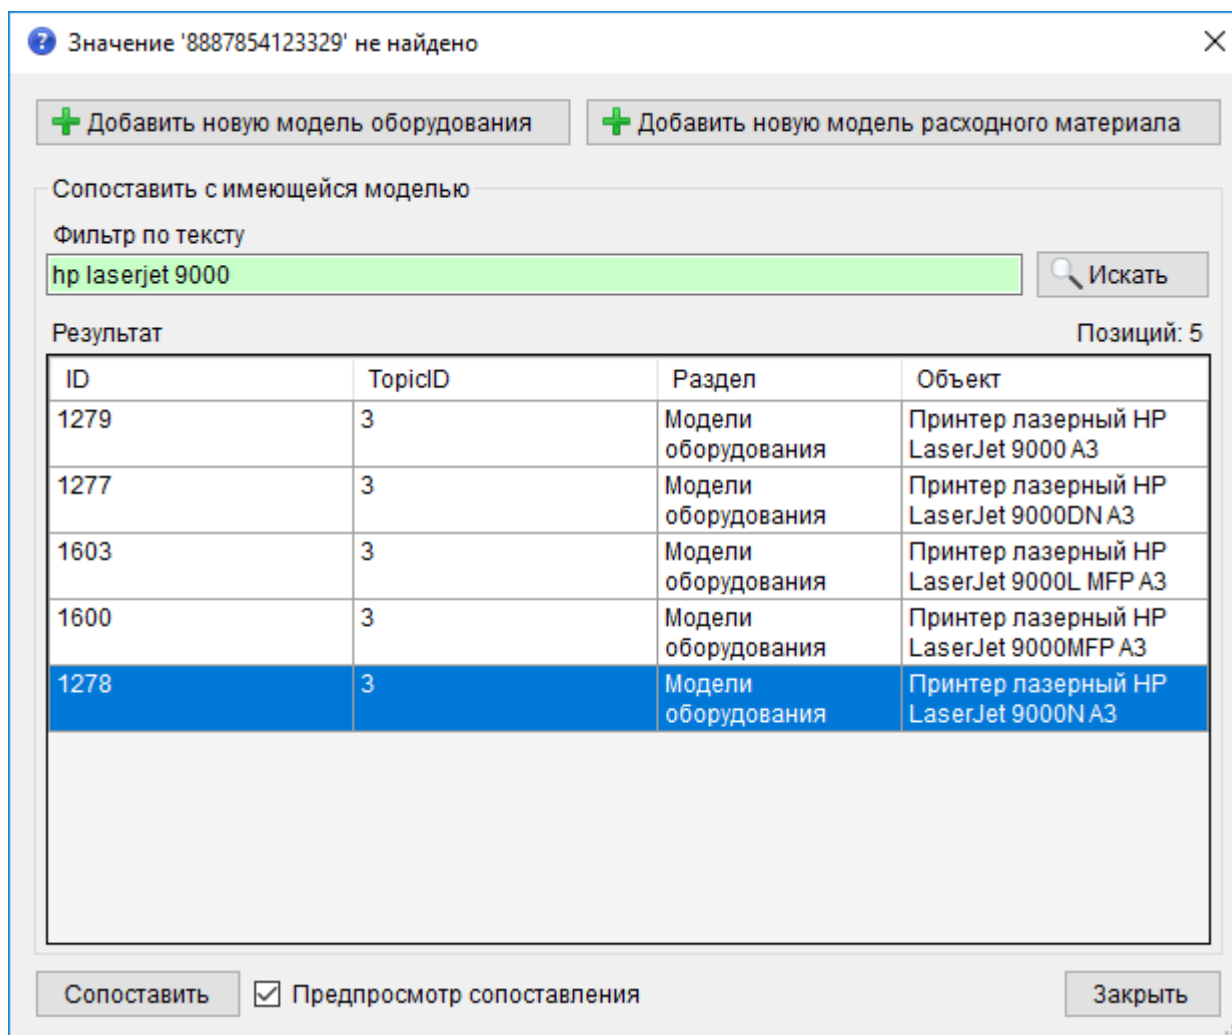 Значение '8887854123329' не найдено
Добавить новую модель оборудования
Добавить новую модель расходного материала
Сопоставить с имеющейся моделью
Фильтр по тексту
hp laserjet 9000
Искать
Результат
Позиций: 5
ID TopicID Раздел Объект
1279 3 Модели оборудования Принтер лазерный HP LaserJet 9000 A3
1277 3 Модели оборудования Принтер лазерный HP LaserJet 9000DN A3
1603 3 Модели оборудования Принтер лазерный HP LaserJet 9000L MFP A3
1600 3 Модели оборудования Принтер лазерный HP LaserJet 9000MFP A3
1278 3 Модели оборудования Принтер лазерный HP LaserJet 9000N A3
Сопоставить
Предпросмотр сопоставления
Закрыть